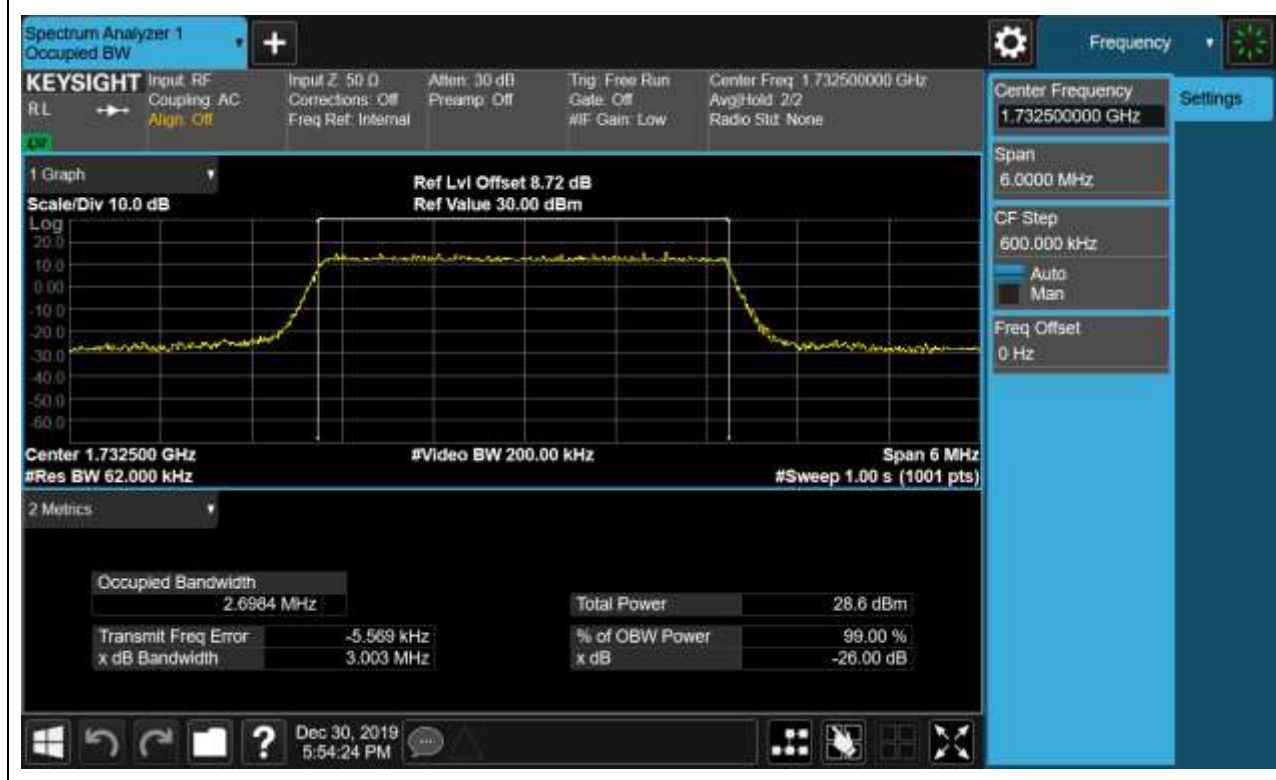 Spectrum Analyzer 1
Occupied BW
Frequency
KEYSIGHT
RL
Input: RF
Coupling: AC
Align: Off
Input Z: 50 Ω
Corrections: Off
Freq Ref: Internal
Atten: 30 dB
Preamp: Off
Trig: Free Run
Gate: Off
#IF Gain: Low
Center Freq: 1.732500000 GHz
Avg|Hold: 2/2
Radio Std: None
Center Frequency
1.732500000 GHz
Settings
Span
6.0000 MHz
CF Step
600.000 kHz
Auto
Man
Freq Offset
0 Hz
1 Graph
Scale/Div 10.0 dB
Ref Lvl Offset 8.72 dB
Ref Value 30.00 dBm
Log
20.0
10.0
0.00
-10.0
-20.0
-30.0
-40.0
-50.0
-60.0
Center 1.732500 GHz
#Res BW 62.000 kHz
#Video BW 200.00 kHz
Span 6 MHz
#Sweep 1.00 s (1001 pts)
2 Metrics
Occupied Bandwidth
2.6984 MHz
Total Power 28.6 dBm
Transmit Freq Error -5.569 kHz
% of OBW Power 99.00 %
x dB Bandwidth 3.003 MHz
x dB -26.00 dB
?
Dec 30, 2019
5:54:24 PM